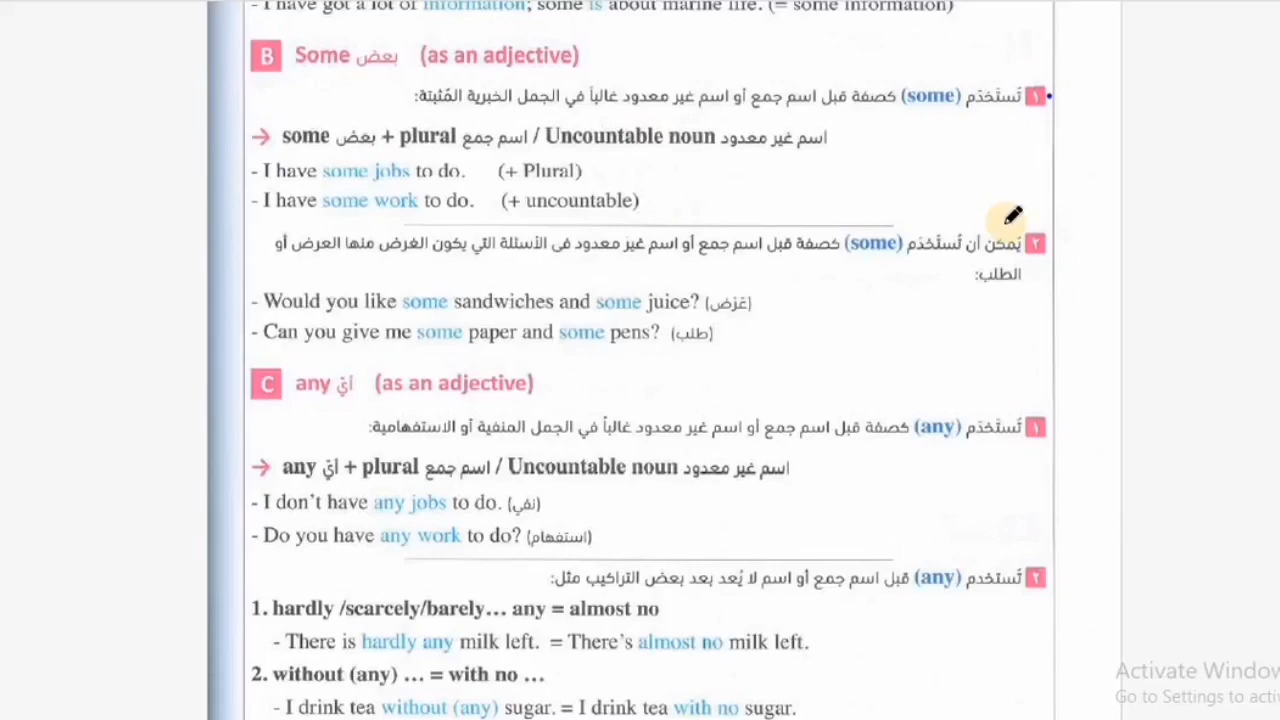 - I have got a lot of information; some is about marine life. (= some information)
B Some بعض (as an adjective)
١ تُستَخدَم (some) كصفة قبل اسم جمع أو اسم غير معدود غالباً في الجمل الخبرية المُثبتة:
→ some بعض + plural اسم جمع / Uncountable noun اسم غير معدود
- I have some jobs to do. (+ Plural)
- I have some work to do. (+ uncountable)
٢ يُمكن أن تُستَخدَم (some) كصفة قبل اسم جمع أو اسم غير معدود فى الأسئلة التي يكون الغرض منها العرض أو
الطلب:
- Would you like some sandwiches and some juice? (عَرْض)
- Can you give me some paper and some pens? (طلب)
C any أيّ (as an adjective)
١ تُستَخدَم (any) كصفة قبل اسم جمع أو اسم غير معدود غالباً في الجمل المنفية أو الاستفهامية:
→ any أيّ + plural اسم جمع / Uncountable noun اسم غير معدود
- I don't have any jobs to do. (نفي)
- Do you have any work to do? (استفهام)
٢ تُستخدم (any) قبل اسم جمع أو اسم لا يُعد بعد بعض التراكيب مثل:
1. hardly /scarcely/barely... any = almost no
- There is hardly any milk left. = There's almost no milk left.
2. without (any) ... = with no ...
- I drink tea without (any) sugar. = I drink tea with no sugar.
Activate Window
Go to Settings to acti